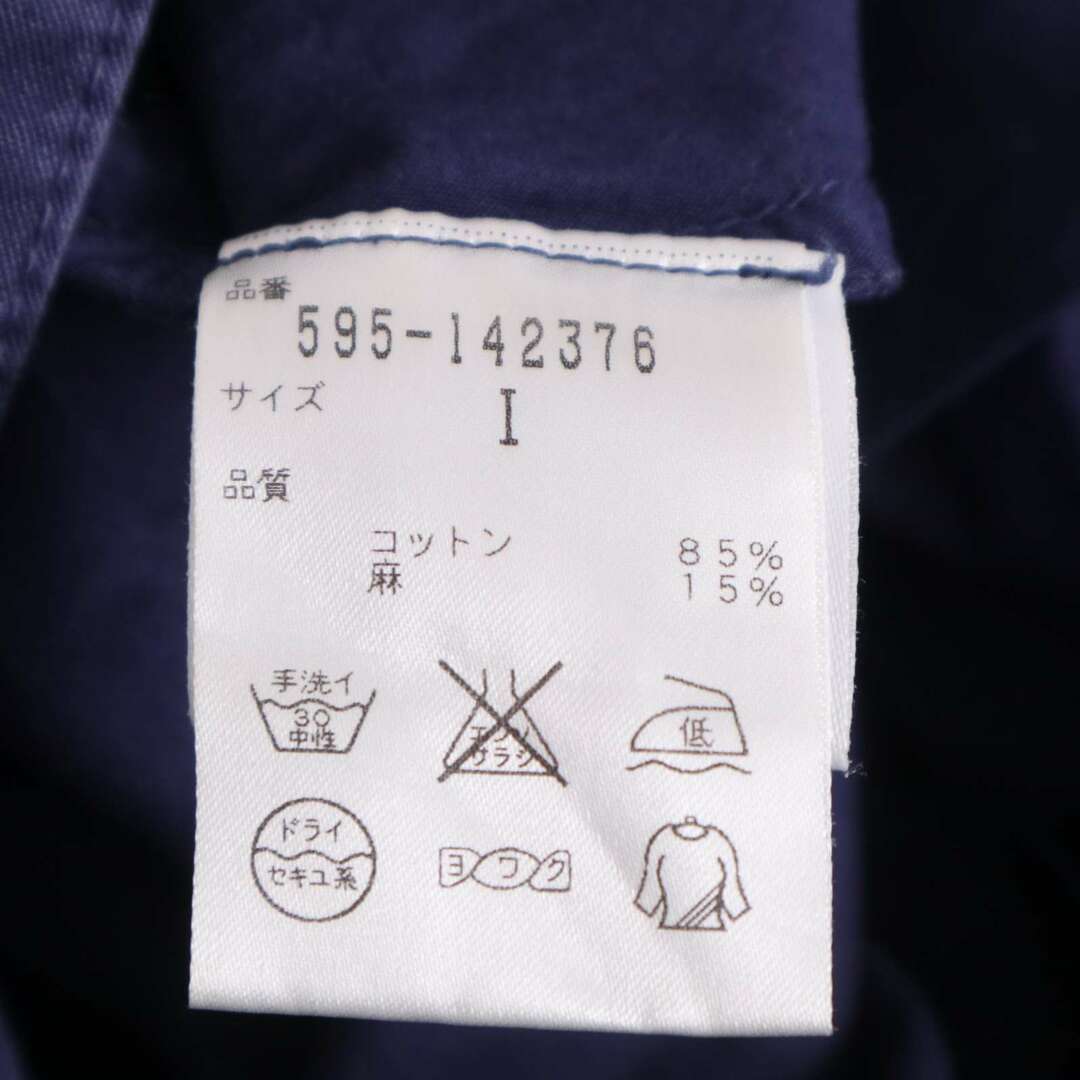 品番
595-142376
サイズ
I
品質
コットン 85%
麻 15%
手洗イ
30
中性
エンソ
サラシ
低
ドライ
セキユ系
ヨワク